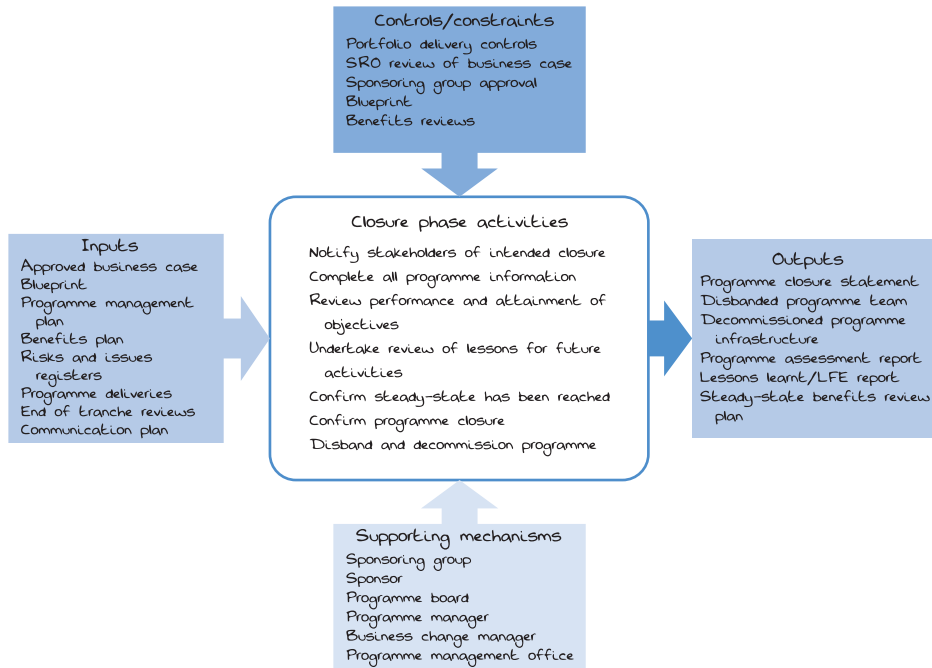 Controls/constraints
Portfolio delivery controls
SRO review of business case
Sponsoring group approval
Blueprint
Benefits reviews
Inputs
Approved business case
Blueprint
Programme management
plan
Benefits plan
Risks and issues
registers
Programme deliveries
End of tranche reviews
Communication plan
Closure phase activities
Notify stakeholders of intended closure
Complete all programme information
Review performance and attainment of
objectives
Undertake review of lessons for future
activities
Confirm steady-state has been reached
Confirm programme closure
Disband and decommission programme
Outputs
Programme closure statement
Disbanded programme team
Decommissioned programme
infrastructure
Programme assessment report
Lessons learnt/LFE report
Steady-state benefits review
plan
Supporting mechanisms
Sponsoring group
Sponsor
Programme board
Programme manager
Business change manager
Programme management office